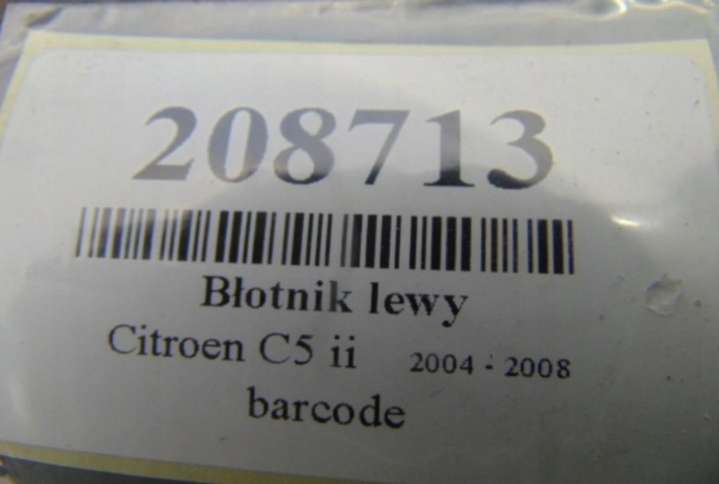 208713
Błotnik lewy
Citroen C5 ii 2004 - 2008
barcode